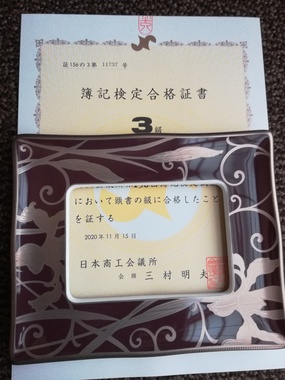 証156の3第 11737 号
簿記検定合格証書
3級
において頭書の級に合格したこと
を証する
2020年11月15日
日本商工会議所
会頭 三村明夫